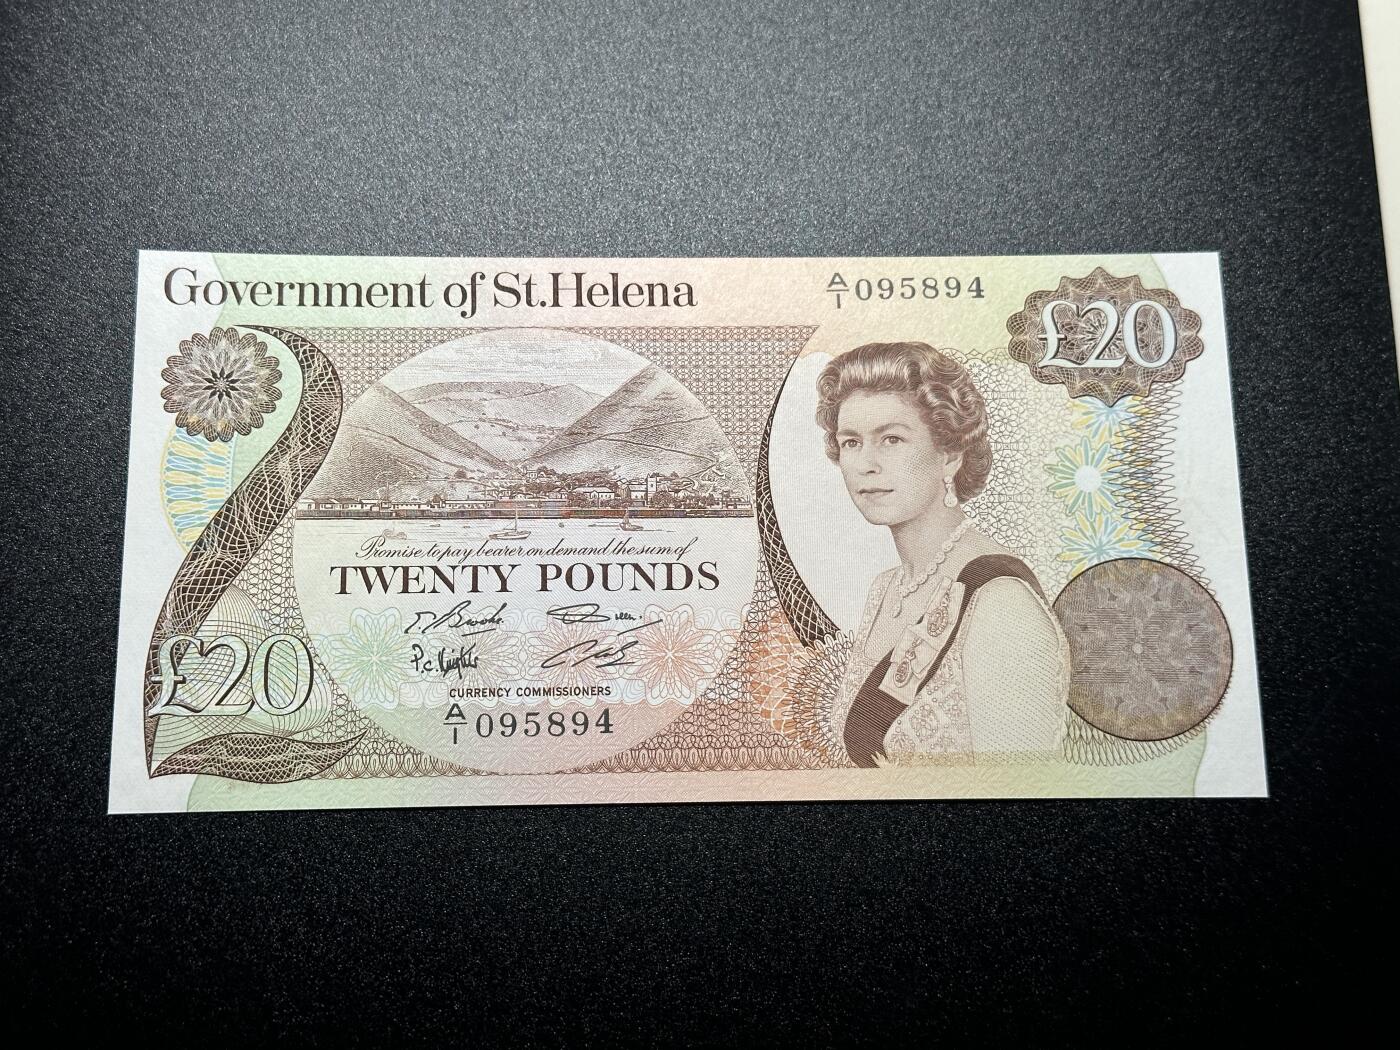 Government of St.Helena
A/1 095894
£20
Promise to pay bearer on demand the sum of
TWENTY POUNDS
£20
CURRENCY COMMISSIONERS
A/1 095894